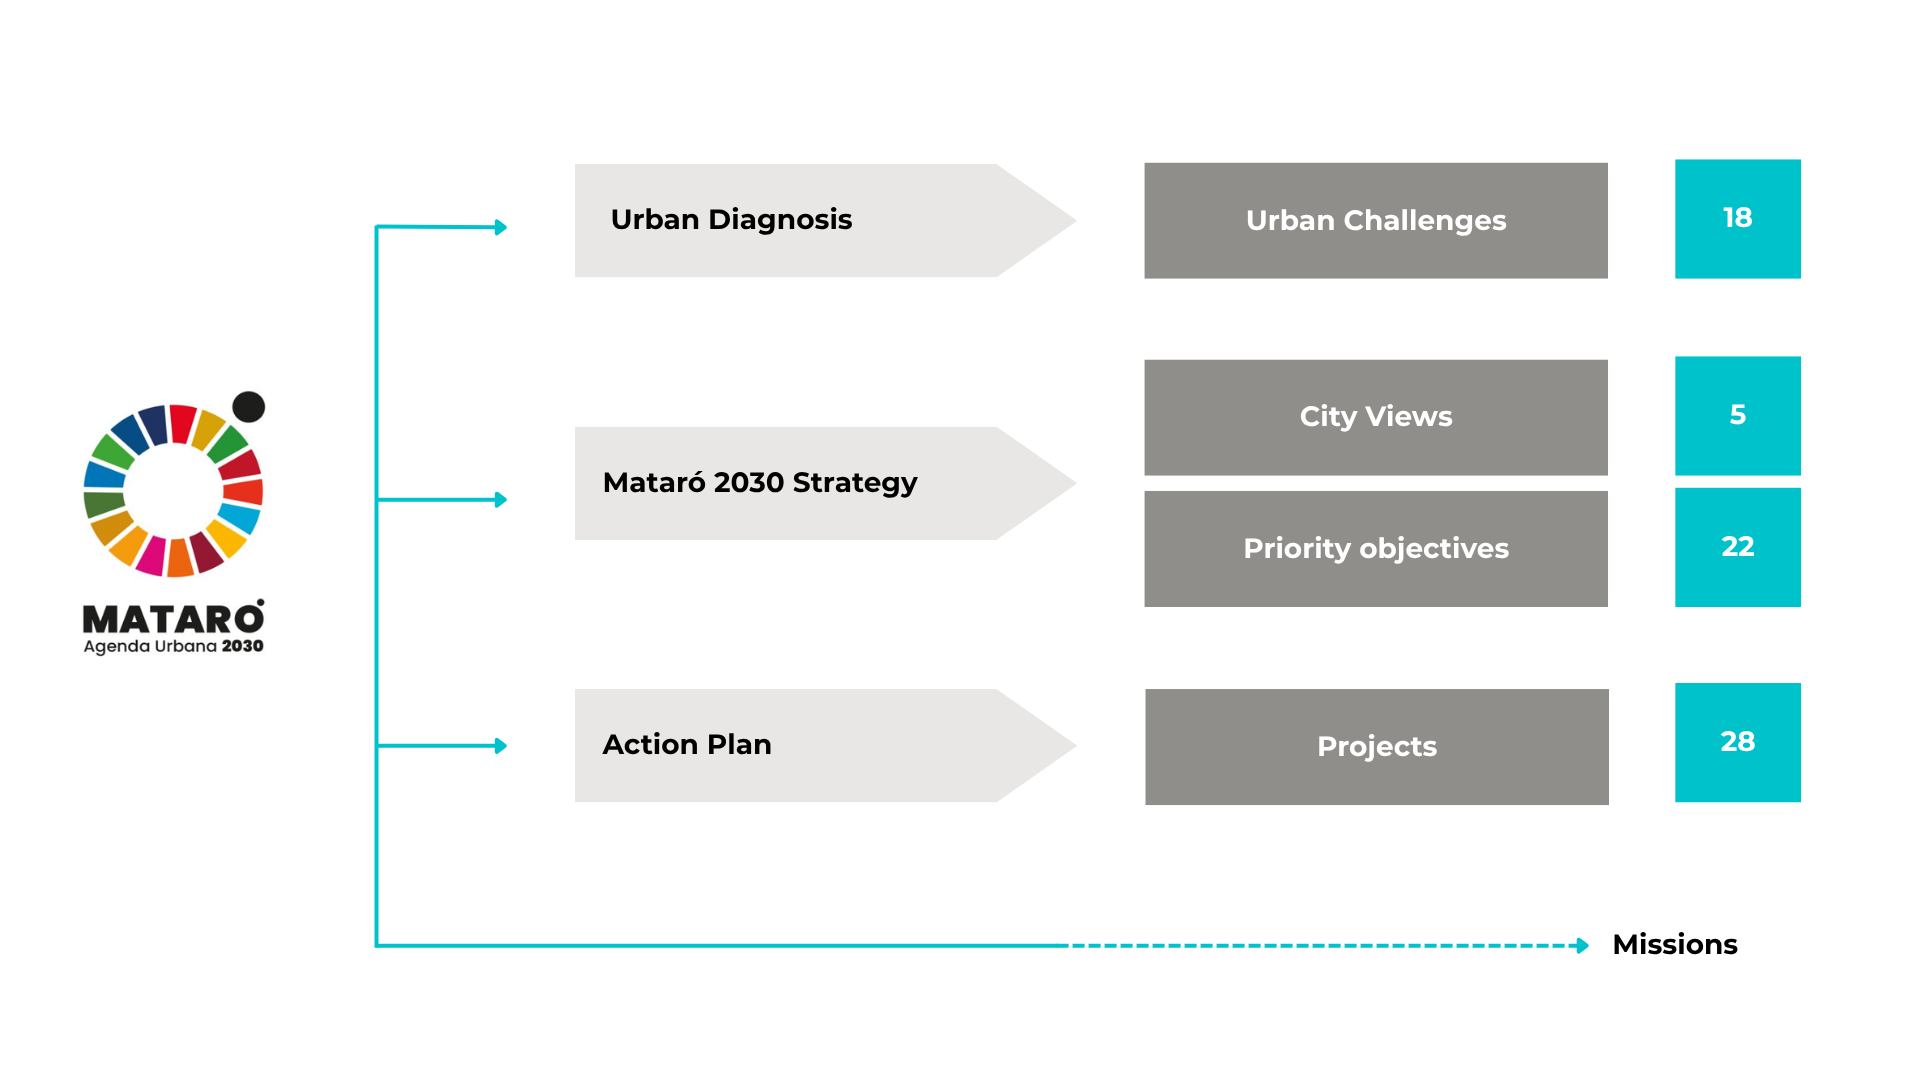 Urban Diagnosis
Urban Challenges
18
City Views
5
Mataró 2030 Strategy
Priority objectives
22
MATARÓ
Agenda Urbana 2030
Action Plan
Projects
28
Missions